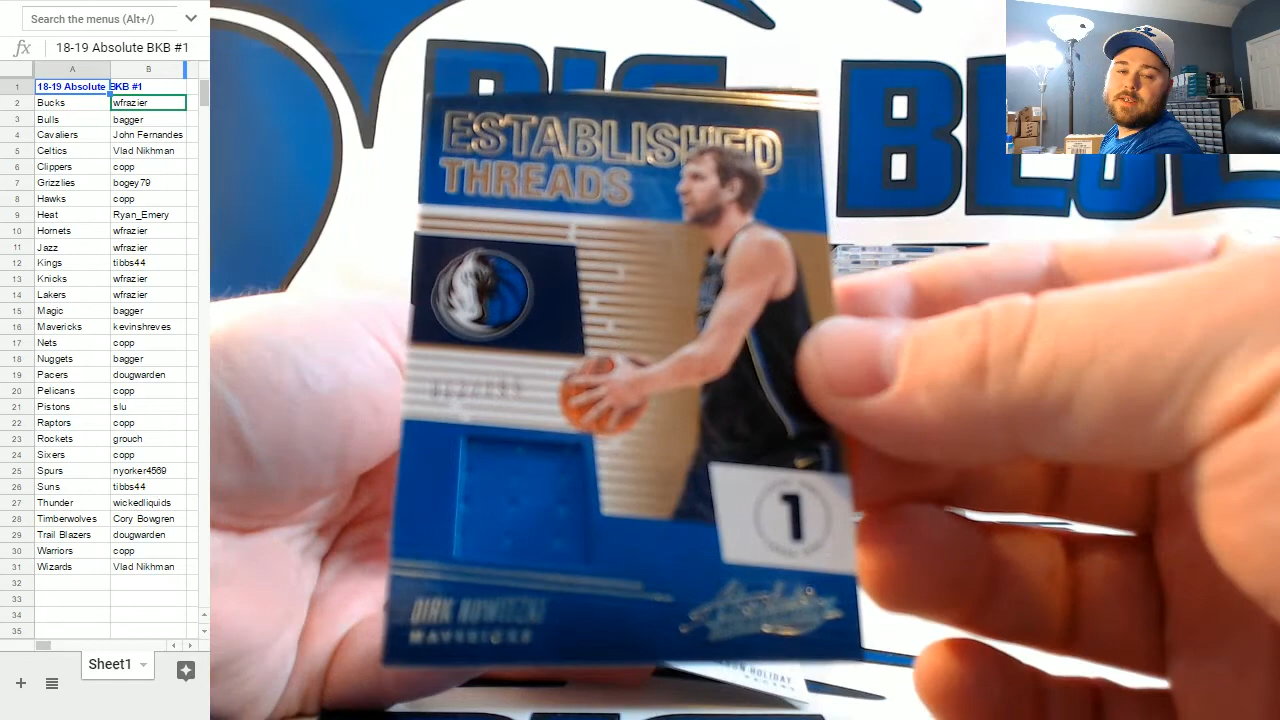 Search the menus (Alt+/)
fx 18-19 Absolute BKB #1
A B
1 18-19 Absolute BKB #1
2 Bucks wfrazier
3 Bulls bagger
4 Cavaliers John Fernandes
5 Celtics Vlad Nikhman
6 Clippers copp
7 Grizzlies bogey79
8 Hawks copp
9 Heat Ryan_Emery
10 Hornets wfrazier
11 Jazz wfrazier
12 Kings tibbs44
13 Knicks wfrazier
14 Lakers wfrazier
15 Magic bagger
16 Mavericks kevinshreves
17 Nets copp
18 Nuggets bagger
19 Pacers dougwarden
20 Pelicans copp
21 Pistons slu
22 Raptors copp
23 Rockets grouch
24 Sixers copp
25 Spurs nyorker4569
26 Suns tibbs44
27 Thunder wickedliquids
28 Timberwolves Cory Bowgren
29 Trail Blazers dougwarden
30 Warriors copp
31 Wizards Vlad Nikhman
32
33
34
35
Sheet1
BIG BLUE
ESTABLISHED
THREADS
1
DIRK NOWITZKI
MAVERICKS
Absolute
HOLIDAY
PACERS